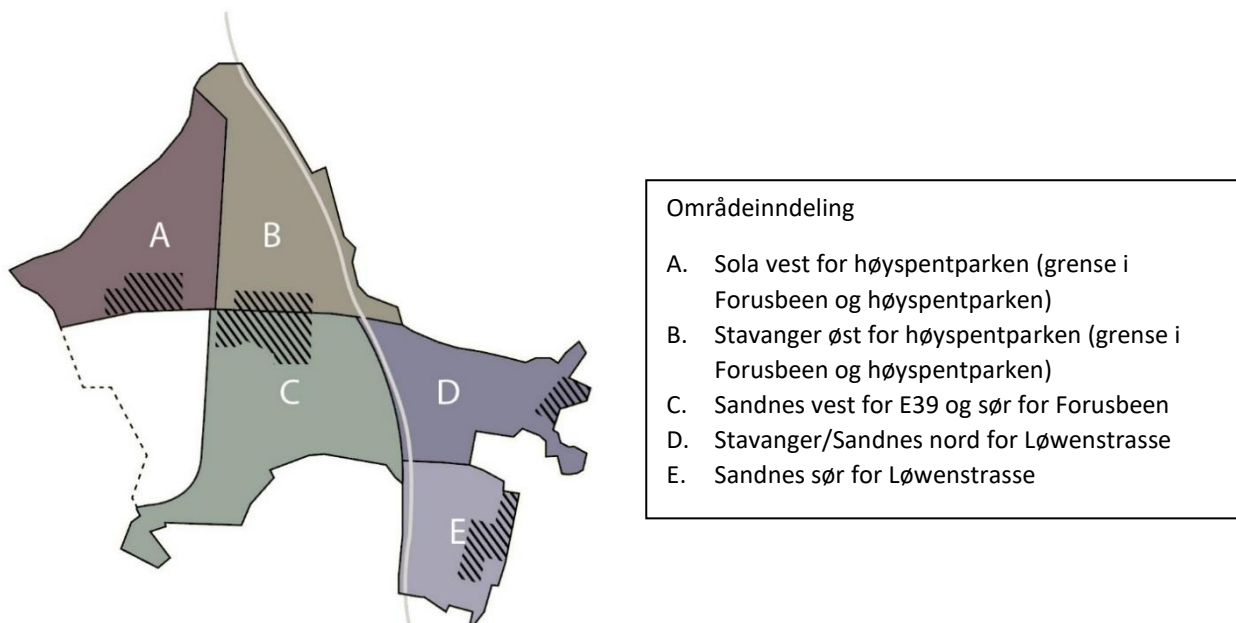 A
B
C
D
E
Områdeinndeling
A. Sola vest for høyspentparken (grense i
Forusbeen og høyspentparken)
B. Stavanger øst for høyspentparken (grense i
Forusbeen og høyspentparken)
C. Sandnes vest for E39 og sør for Forusbeen
D. Stavanger/Sandnes nord for Løwenstrasse
E. Sandnes sør for Løwenstrasse